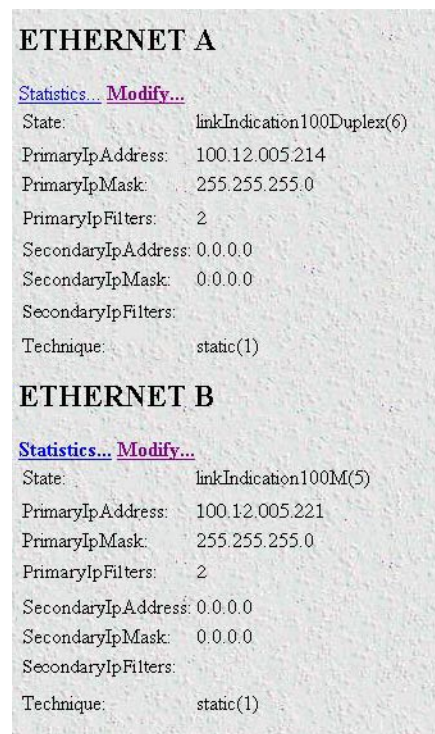 ETHERNET A
Statistics... Modify...
State: linkIndication100Duplex(6)
PrimaryIpAddress: 100.12.005.214
PrimaryIpMask: 255.255.255.0
PrimaryIpFilters: 2
SecondaryIpAddress: 0.0.0.0
SecondaryIpMask: 0.0.0.0
SecondaryIpFilters:
Technique: static(1)
ETHERNET B
Statistics... Modify...
State: linkIndication100M(5)
PrimaryIpAddress: 100.12.005.221
PrimaryIpMask: 255.255.255.0
PrimaryIpFilters: 2
SecondaryIpAddress: 0.0.0.0
SecondaryIpMask: 0.0.0.0
SecondaryIpFilters:
Technique: static(1)